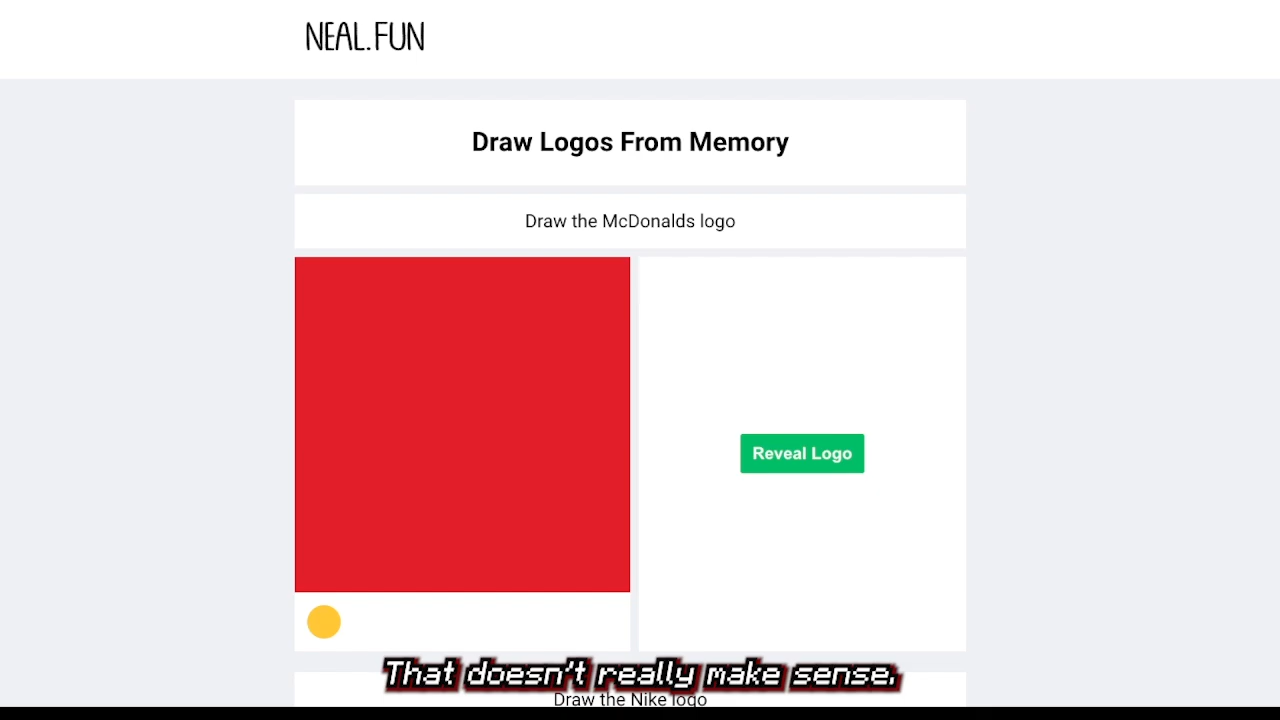 NEAL.FUN
Draw Logos From Memory
Draw the McDonalds logo
Reveal Logo
That doesn't really make sense.
Draw the Nike logo